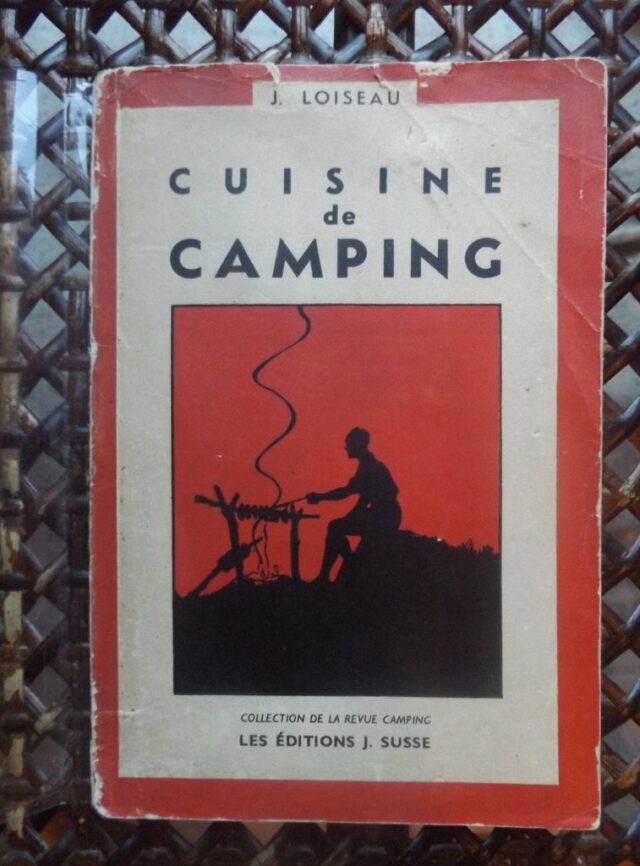 J. LOISEAU
CUISINE
de
CAMPING
COLLECTION DE LA REVUE CAMPING
LES ÉDITIONS J. SUSSE